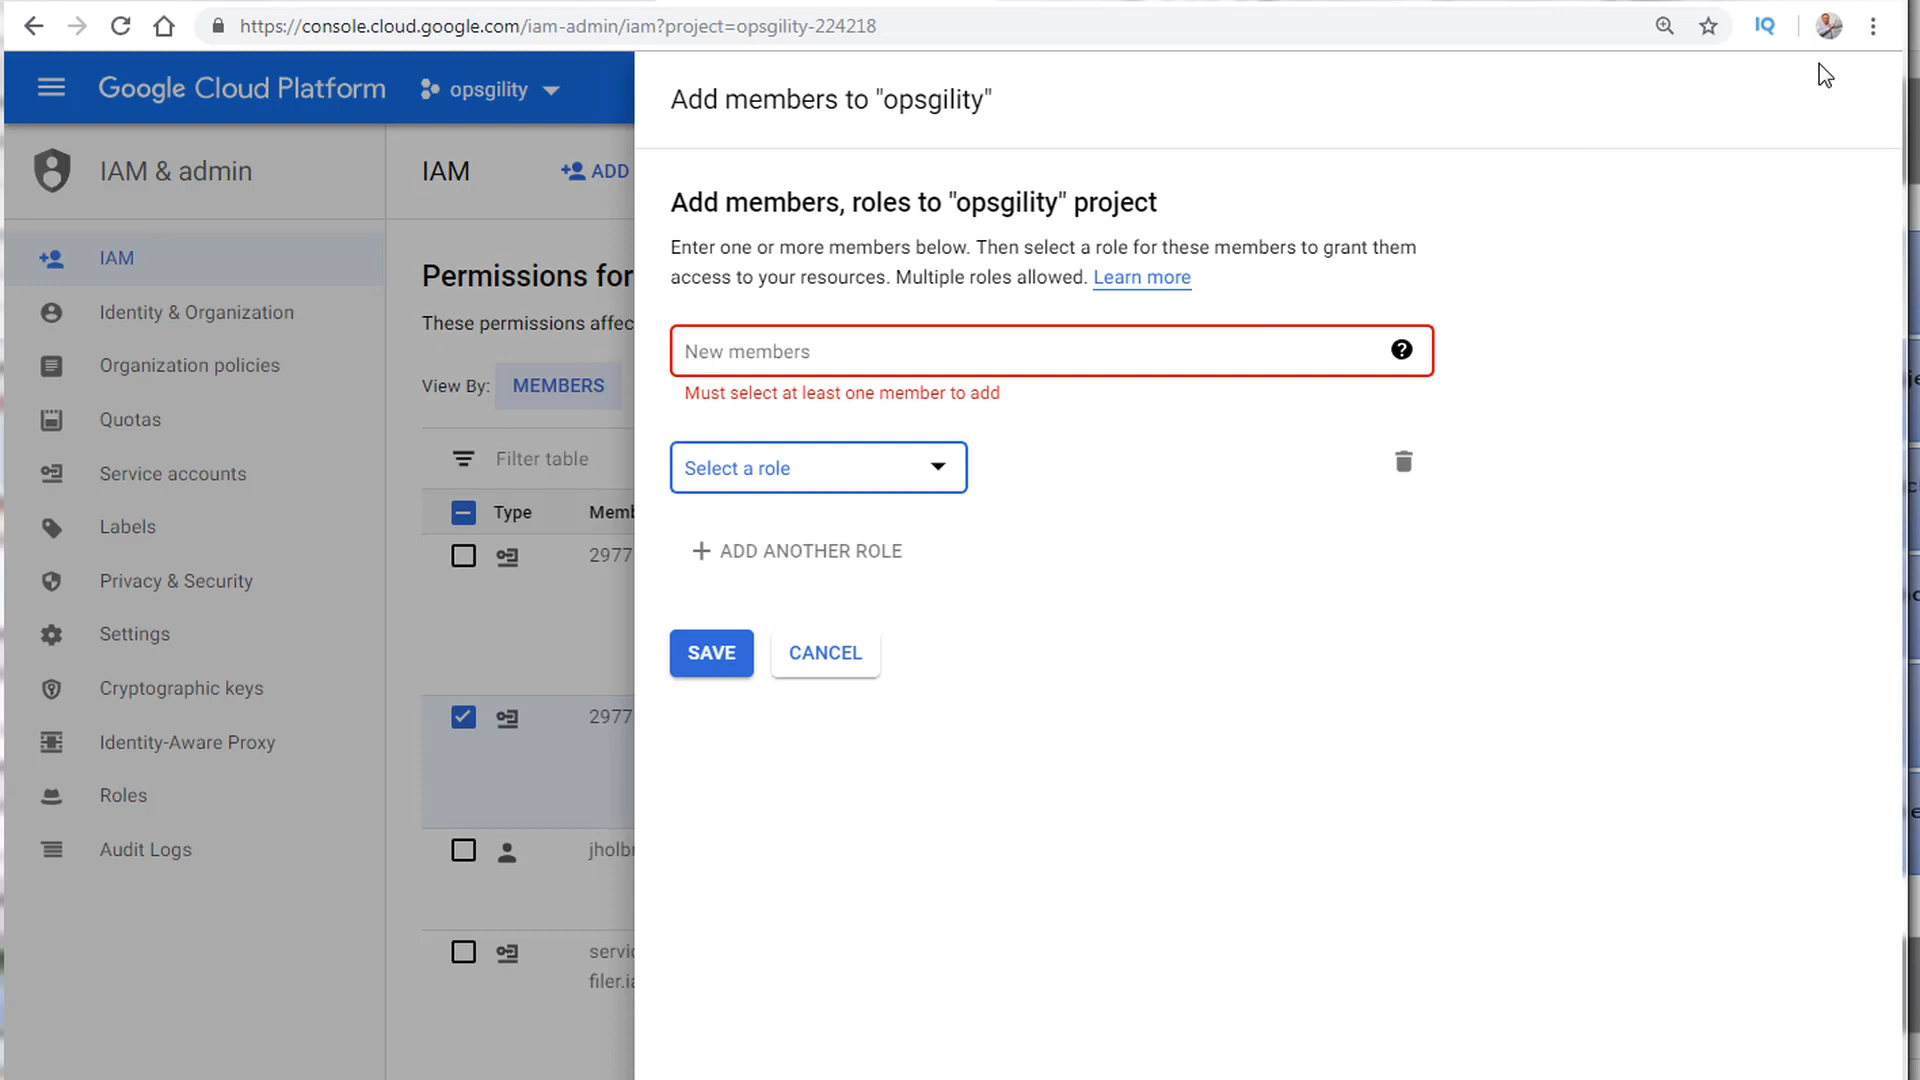 https://console.cloud.google.com/iam-admin/iam?project=opsgility-224218
IQ
Google Cloud Platform
opsgility
IAM & admin
IAM
Identity & Organization
Organization policies
Quotas
Service accounts
Labels
Privacy & Security
Settings
Cryptographic keys
Identity-Aware Proxy
Roles
Audit Logs
IAM
ADD
Permissions for
These permissions affec
View By: MEMBERS
Filter table
Type Memb
2977
2977
jholbr
servic
filer.ia
Add members to "opsgility"
Add members, roles to "opsgility" project
Enter one or more members below. Then select a role for these members to grant them
access to your resources. Multiple roles allowed. Learn more
New members
Must select at least one member to add
Select a role
ADD ANOTHER ROLE
SAVE CANCEL